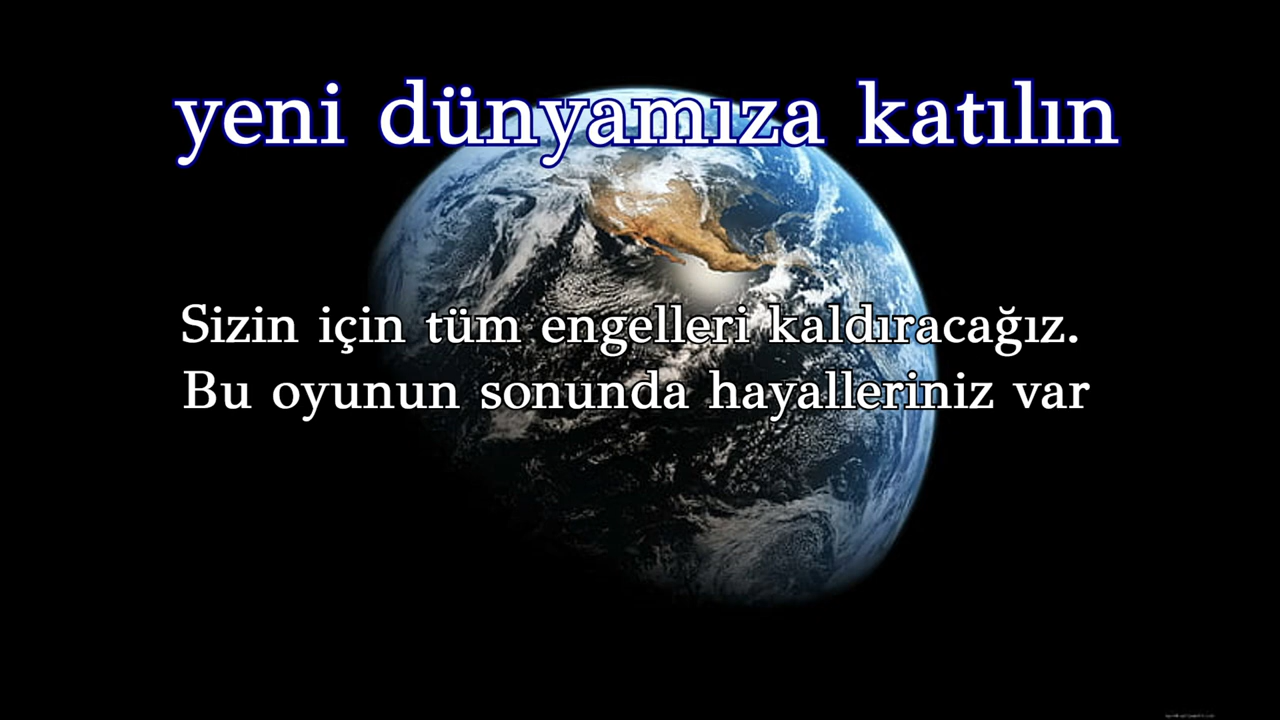 yeni dünyamıza katılın
Sizin için tüm engelleri kaldıracağız.
Bu oyunun sonunda hayalleriniz var